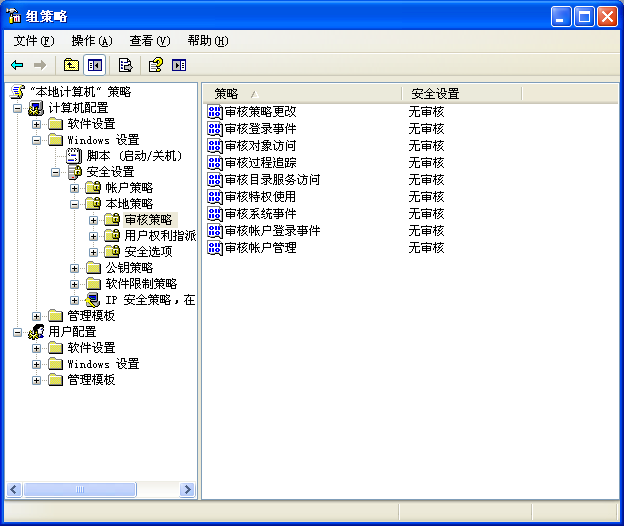 组策略
文件(F) 操作(A) 查看(V) 帮助(H)
“本地计算机” 策略
计算机配置
软件设置
Windows 设置
脚本 (启动/关机)
安全设置
帐户策略
本地策略
审核策略
用户权利指派
安全选项
公钥策略
软件限制策略
IP 安全策略，在
管理模板
用户配置
软件设置
Windows 设置
管理模板
策略 安全设置
审核策略更改 无审核
审核登录事件 无审核
审核对象访问 无审核
审核过程追踪 无审核
审核目录服务访问 无审核
审核特权使用 无审核
审核系统事件 无审核
审核帐户登录事件 无审核
审核帐户管理 无审核